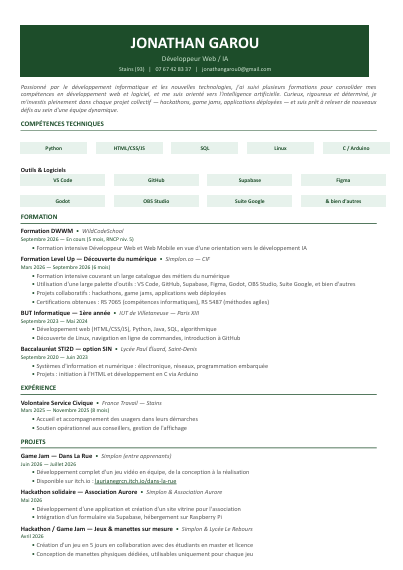 JONATHAN GAROU
Développeur Web / IA
Stains (93) | 07 67 42 83 37 | jonathangarou0@gmail.com
Passionné par le développement informatique et les nouvelles technologies, j'ai suivi plusieurs formations pour consolider mes
compétences en développement web et logiciel, et me suis orienté vers l'intelligence artificielle. Curieux, rigoureux et déterminé, je
m'investis pleinement dans chaque projet collectif — hackathons, game jams, applications déployées — et suis prêt à relever de nouveaux
défis au sein d'une équipe dynamique.
COMPÉTENCES TECHNIQUES
Python HTML/CSS/JS SQL Linux C / Arduino
Outils & Logiciels
VS Code GitHub Supabase Figma
Godot OBS Studio Suite Google & bien d'autres
FORMATION
Formation DWWM • WildCodeSchool
Septembre 2026 — En cours (5 mois, RNCP niv. 5)
• Formation intensive Développeur Web et Web Mobile en vue d'une orientation vers le développement IA
Formation Level Up — Découverte du numérique • Simplon.co — CIF
Mars 2026 — Septembre 2026 (6 mois)
• Formation intensive couvrant un large catalogue des métiers du numérique
• Utilisation d'une large palette d'outils : VS Code, GitHub, Supabase, Figma, Godot, OBS Studio, Suite Google, et bien d'autres
• Projets collaboratifs : hackathons, game jams, applications web déployées
• Certifications obtenues : RS 7065 (compétences informatiques), RS 5487 (méthodes agiles)
BUT Informatique — 1ère année • IUT de Villetaneuse — Paris XIII
Septembre 2023 — Mai 2024
• Développement web (HTML/CSS/JS), Python, Java, SQL, algorithmique
• Découverte de Linux, navigation en ligne de commandes, introduction à GitHub
Baccalauréat STI2D — option SIN • Lycée Paul Éluard, Saint-Denis
Septembre 2020 — Juin 2023
• Systèmes d'information et numérique : électronique, réseaux, programmation embarquée
• Projets : initiation à l'HTML et développement en C via Arduino
EXPÉRIENCE
Volontaire Service Civique • France Travail — Stains
Mars 2025 — Novembre 2025 (8 mois)
• Accueil et accompagnement des usagers dans leurs démarches
• Soutien opérationnel aux conseillers, gestion de l'affichage
PROJETS
Game Jam — Dans La Rue • Simplon (entre apprenants)
Juin 2026 — Juillet 2026
• Développement complet d'un jeu vidéo en équipe, de la conception à la réalisation
• Disponible sur itch.io : laurianegrcn.itch.io/dans-la-rue
Hackathon solidaire — Association Aurore • Simplon & Association Aurore
Mai 2026
• Développement d'une application et création d'un site vitrine pour l'association
• Intégration d'un formulaire via Supabase, hébergement sur Raspberry Pi
Hackathon / Game Jam — Jeux & manettes sur mesure • Simplon & Lycée Le Rebours
Avril 2026
• Création d'un jeu en 5 jours en collaboration avec des étudiants en master et licence
• Conception de manettes physiques dédiées, utilisables uniquement pour chaque jeu